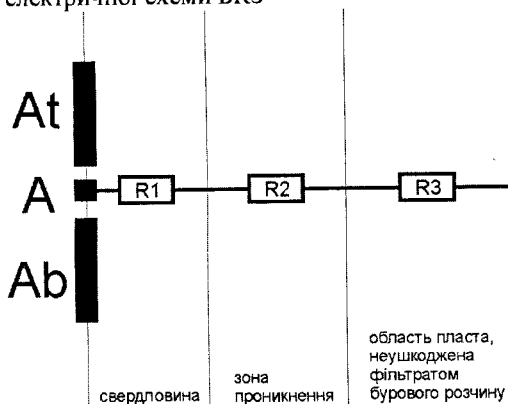 електричної схеми БКЗ
At
A
R1
R2
R3
Ab
свердловина
зона
проникнення
область пласта,
неушкоджена
фільтратом
бурового розчину